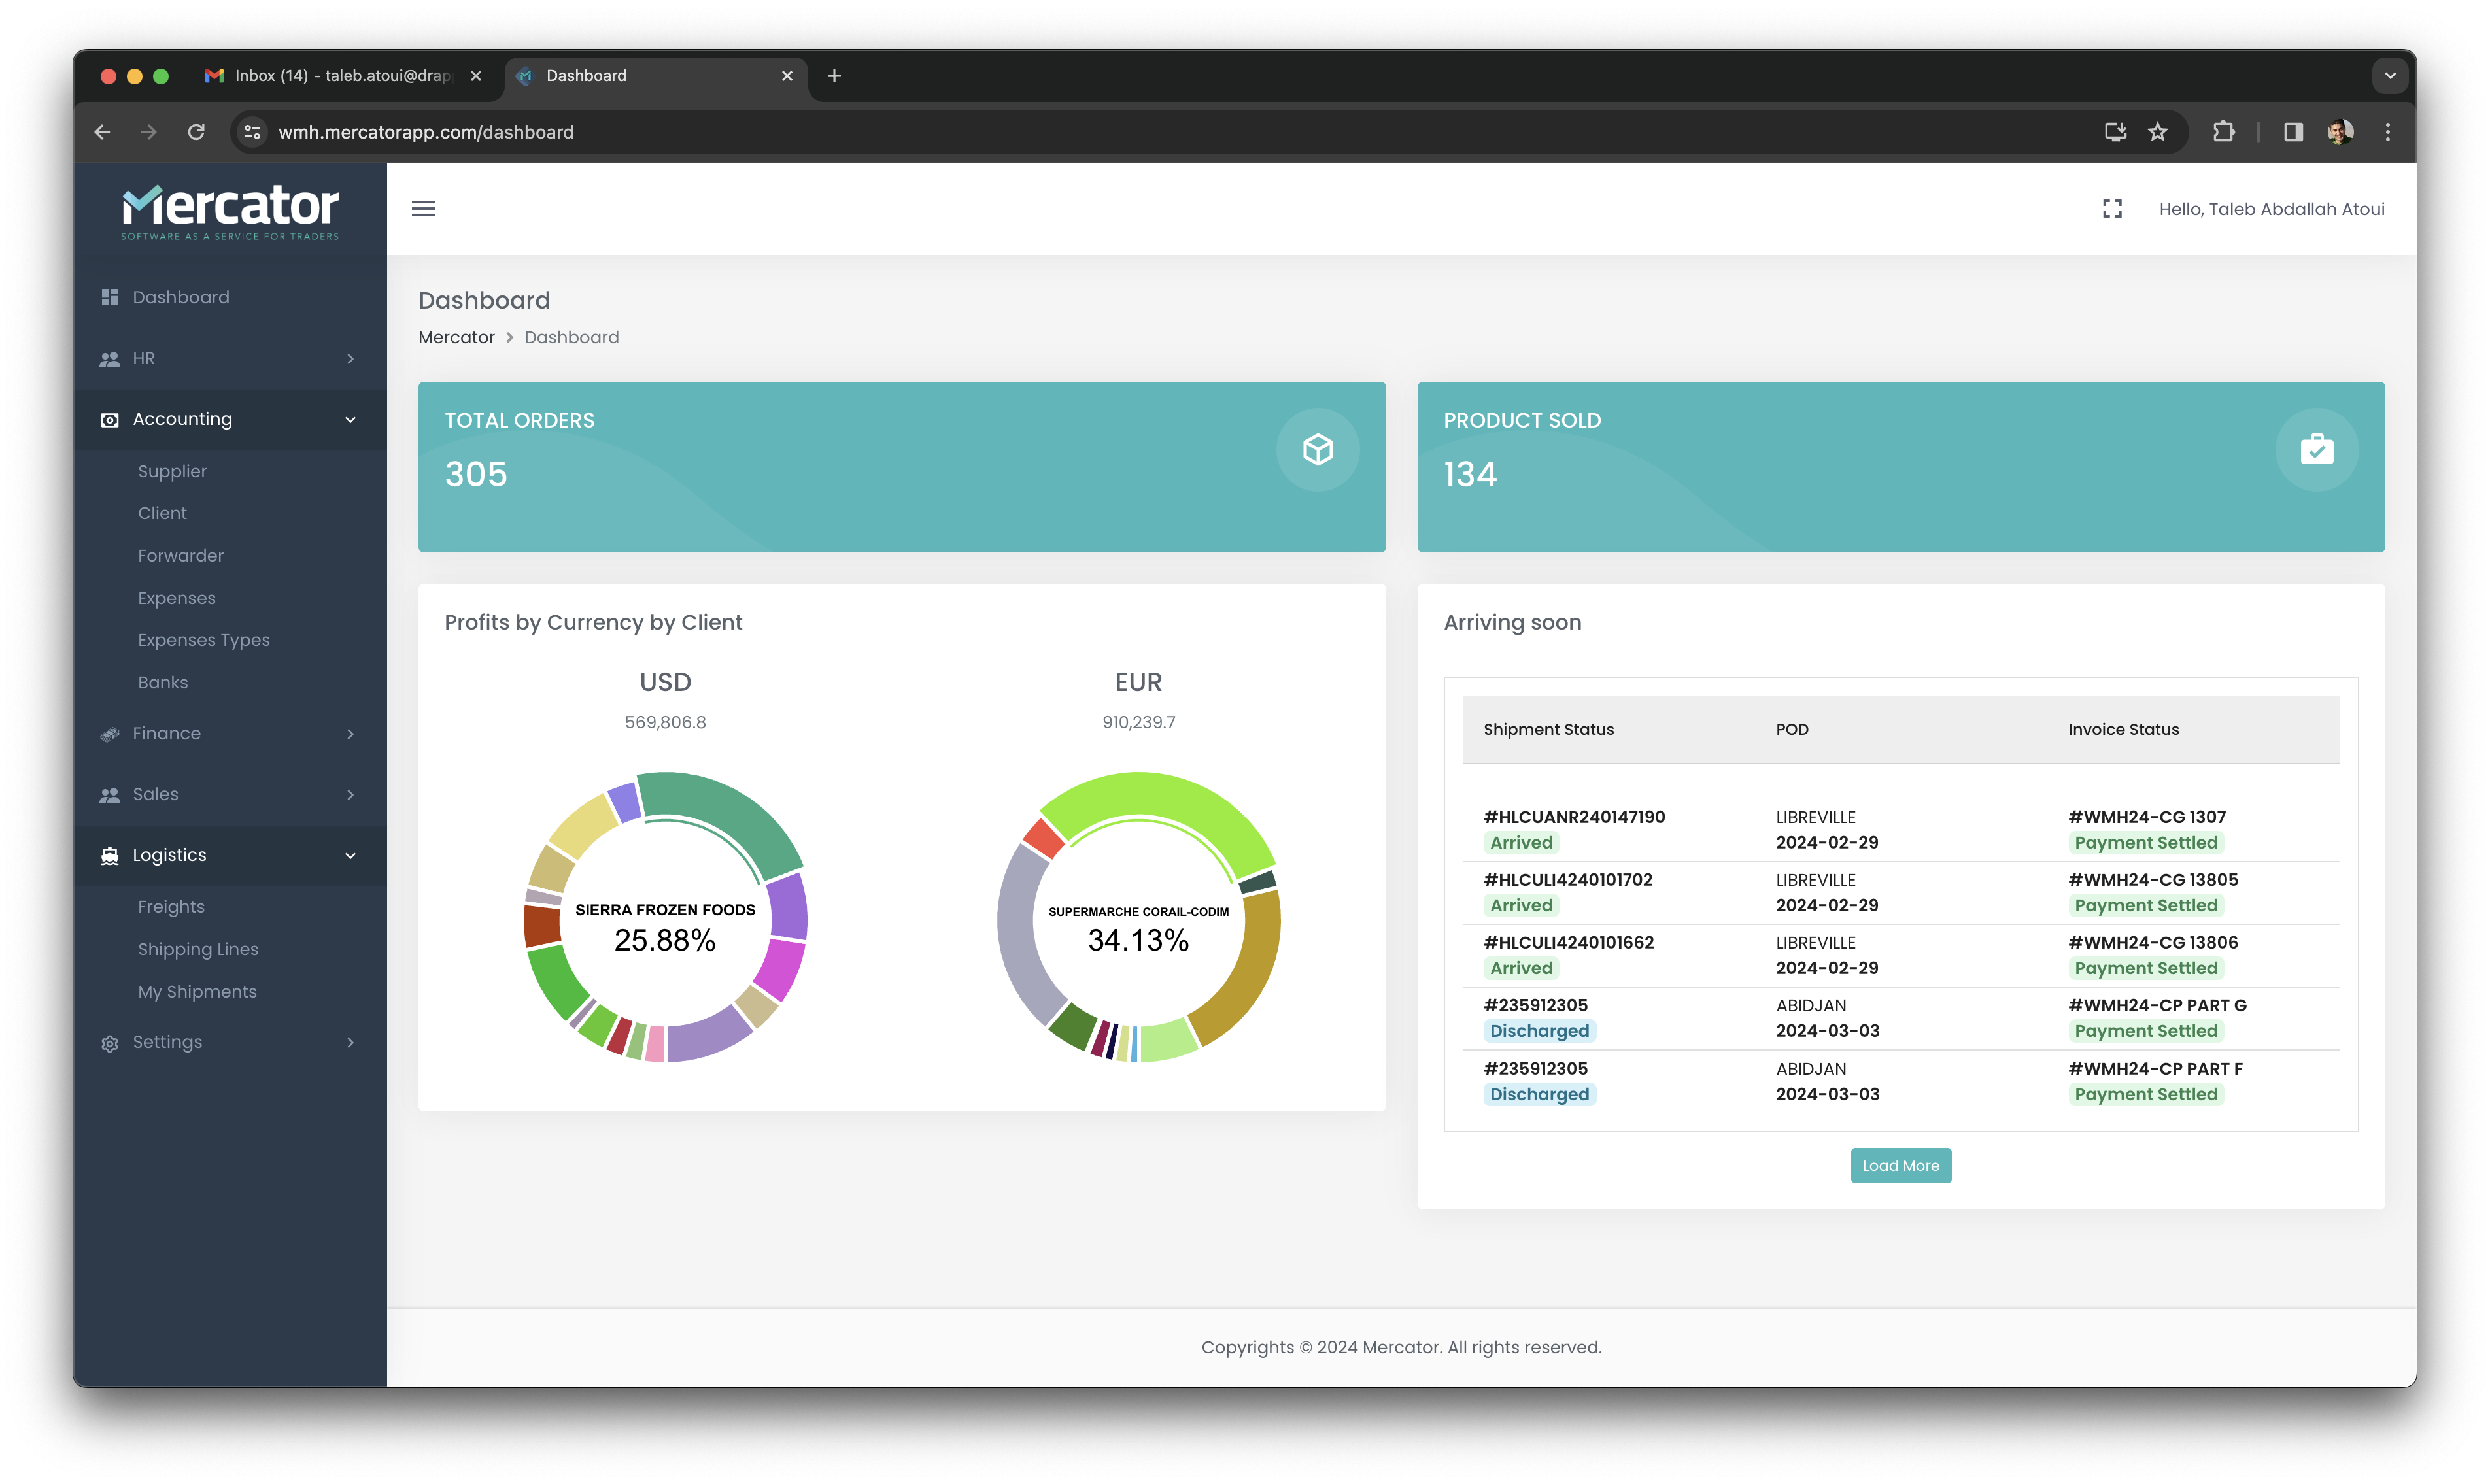 Inbox (14) - taleb.atoui@drap
Dashboard
wmh.mercatorapp.com/dashboard
Mercator
SOFTWARE AS A SERVICE FOR TRADERS
Hello, Taleb Abdallah Atoui
Dashboard
HR
Accounting
Supplier
Client
Forwarder
Expenses
Expenses Types
Banks
Finance
Sales
Logistics
Freights
Shipping Lines
My Shipments
Settings
Dashboard
Mercator > Dashboard
TOTAL ORDERS
305
PRODUCT SOLD
134
Profits by Currency by Client
USD
569,806.8
SIERRA FROZEN FOODS
25.88%
EUR
910,239.7
SUPERMARCHE CORAIL-CODIM
34.13%
Arriving soon
Shipment Status POD Invoice Status
#HLCUANR240147190 LIBREVILLE #WMH24-CG 1307
Arrived 2024-02-29 Payment Settled
#HLCULI4240101702 LIBREVILLE #WMH24-CG 13805
Arrived 2024-02-29 Payment Settled
#HLCULI4240101662 LIBREVILLE #WMH24-CG 13806
Arrived 2024-02-29 Payment Settled
#235912305 ABIDJAN #WMH24-CP PART G
Discharged 2024-03-03 Payment Settled
#235912305 ABIDJAN #WMH24-CP PART F
Discharged 2024-03-03 Payment Settled
Load More
Copyrights © 2024 Mercator. All rights reserved.